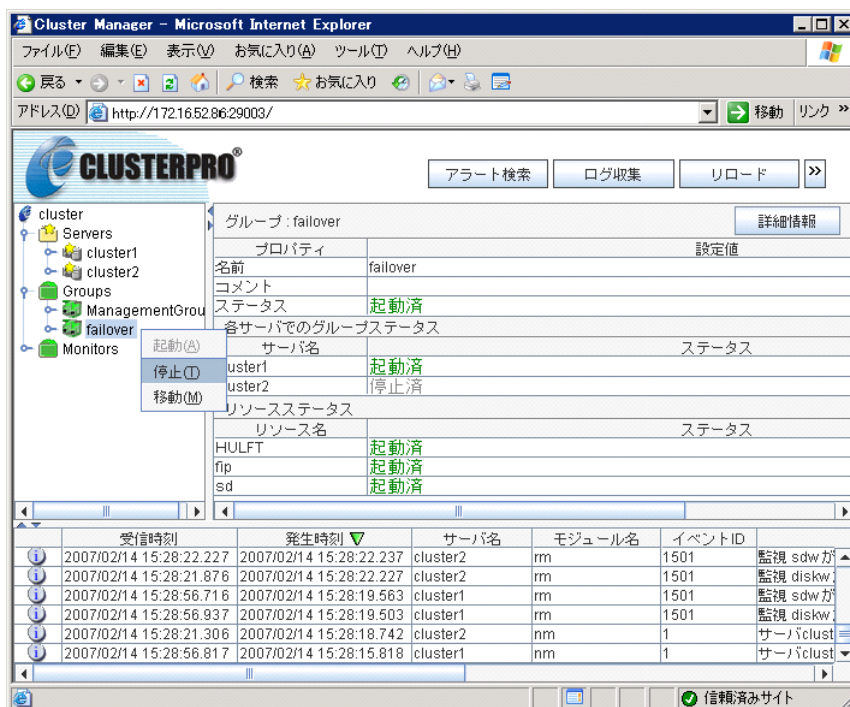 Cluster Manager - Microsoft Internet Explorer
ファイル(F) 編集(E) 表示(V) お気に入り(A) ツール(T) ヘルプ(H)
戻る 検索 お気に入り
アドレス(D) http://172.16.52.86:29003/ 移動 リンク »
CLUSTERPRO®
アラート検索 ログ収集 リロード »
cluster
Servers
cluster1
cluster2
Groups
ManagementGrou
failover
Monitors
起動(A)
停止(T)
移動(M)
グループ : failover 詳細情報
プロパティ 設定値
名前 failover
コメント
ステータス 起動済
各サーバでのグループステータス
サーバ名 ステータス
uster1 起動済
uster2 停止済
リソースステータス
リソース名 ステータス
HULFT 起動済
fip 起動済
sd 起動済
受信時刻 発生時刻 サーバ名 モジュール名 イベントID
2007/02/14 15:28:22.227 2007/02/14 15:28:22.237 cluster2 rm 1501 監視 sdw が
2007/02/14 15:28:21.876 2007/02/14 15:28:22.227 cluster2 rm 1501 監視 diskw
2007/02/14 15:28:56.716 2007/02/14 15:28:19.563 cluster1 rm 1501 監視 sdw が
2007/02/14 15:28:56.937 2007/02/14 15:28:19.503 cluster1 rm 1501 監視 diskw
2007/02/14 15:28:21.306 2007/02/14 15:28:18.742 cluster2 nm 1 サーバclust
2007/02/14 15:28:56.817 2007/02/14 15:28:15.818 cluster1 nm 1 サーバclust
信頼済みサイト